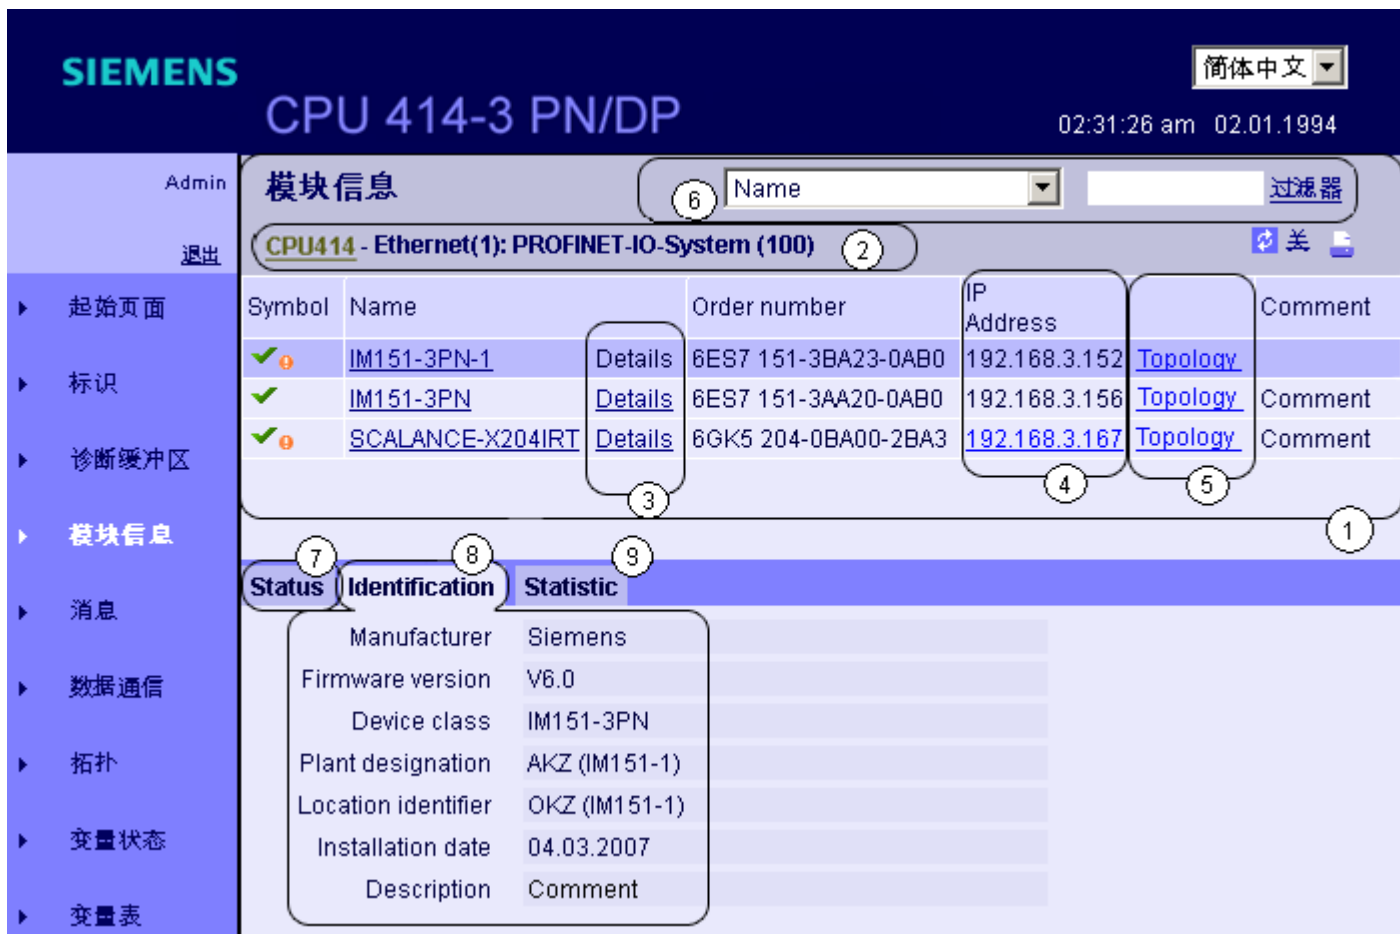 SIEMENS
简体中文
CPU 414-3 PN/DP
02:31:26 am 02.01.1994
Admin
模块信息
6
Name
过滤器
退出
CPU414 - Ethernet(1): PROFINET-IO-System (100)
2
关
起始页面
标识
诊断缓冲区
模块信息
消息
数据通信
拓扑
变量状态
变量表
Symbol Name Order number IP Address Comment
IM151-3PN-1 Details 6ES7 151-3BA23-0AB0 192.168.3.152 Topology
IM151-3PN Details 6ES7 151-3AA20-0AB0 192.168.3.156 Topology Comment
SCALANCE-X204IRT Details 6GK5 204-0BA00-2BA3 192.168.3.167 Topology Comment
3
4
5
1
7
8
9
Status Identification Statistic
Manufacturer Siemens
Firmware version V6.0
Device class IM151-3PN
Plant designation AKZ (IM151-1)
Location identifier OKZ (IM151-1)
Installation date 04.03.2007
Description Comment